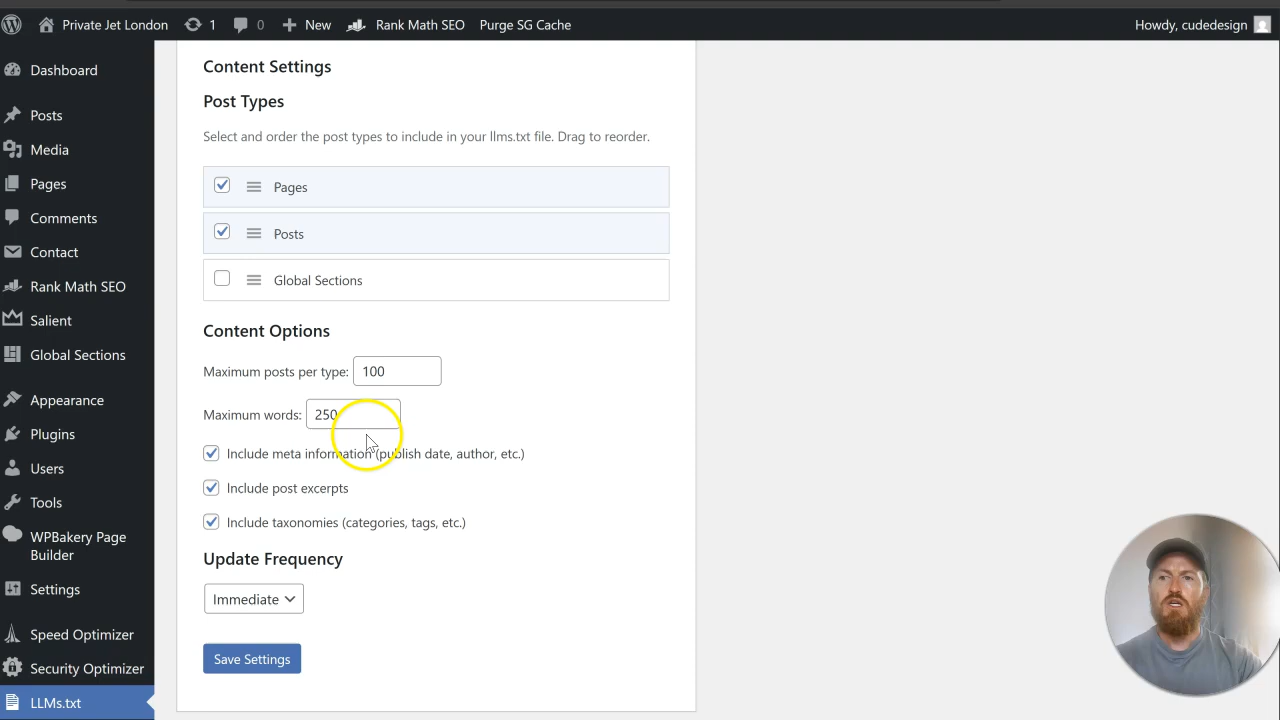 Private Jet London
1
0
New
Rank Math SEO
Purge SG Cache
Howdy, cudedesign
Dashboard
Posts
Media
Pages
Comments
Contact
Rank Math SEO
Salient
Global Sections
Appearance
Plugins
Users
Tools
WPBakery Page
Builder
Settings
Speed Optimizer
Security Optimizer
LLMs.txt
Content Settings
Post Types
Select and order the post types to include in your llms.txt file. Drag to reorder.
Pages
Posts
Global Sections
Content Options
Maximum posts per type: 100
Maximum words: 250
Include meta information (publish date, author, etc.)
Include post excerpts
Include taxonomies (categories, tags, etc.)
Update Frequency
Immediate
Save Settings